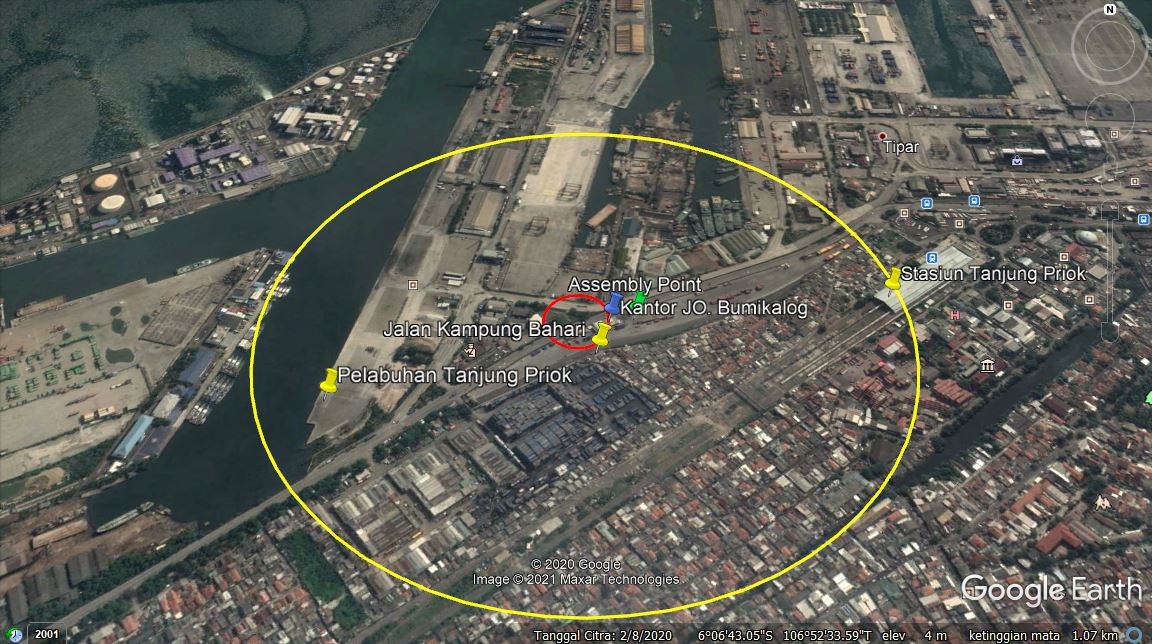 N
Tipar
Stasiun Tanjung Priok
Assembly Point
Kantor JO. Bumikalog
Jalan Kampung Bahari
Pelabuhan Tanjung Priok
H
© 2020 Google
Image © 2021 Maxar Technologies
Google Earth
2001
Tanggal Citra: 2/8/2020 6°06'43.05"S 106°52'33.59"T elev 4 m ketinggian mata 1.07 km